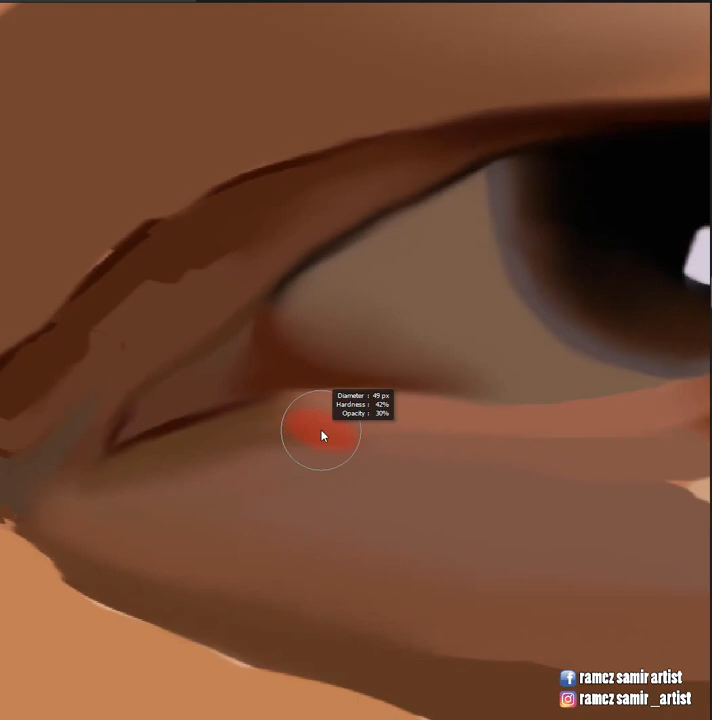 Diameter : 49 px
Hardness : 42%
Opacity : 30%
ramcz samir artist
ramcz samir _artist